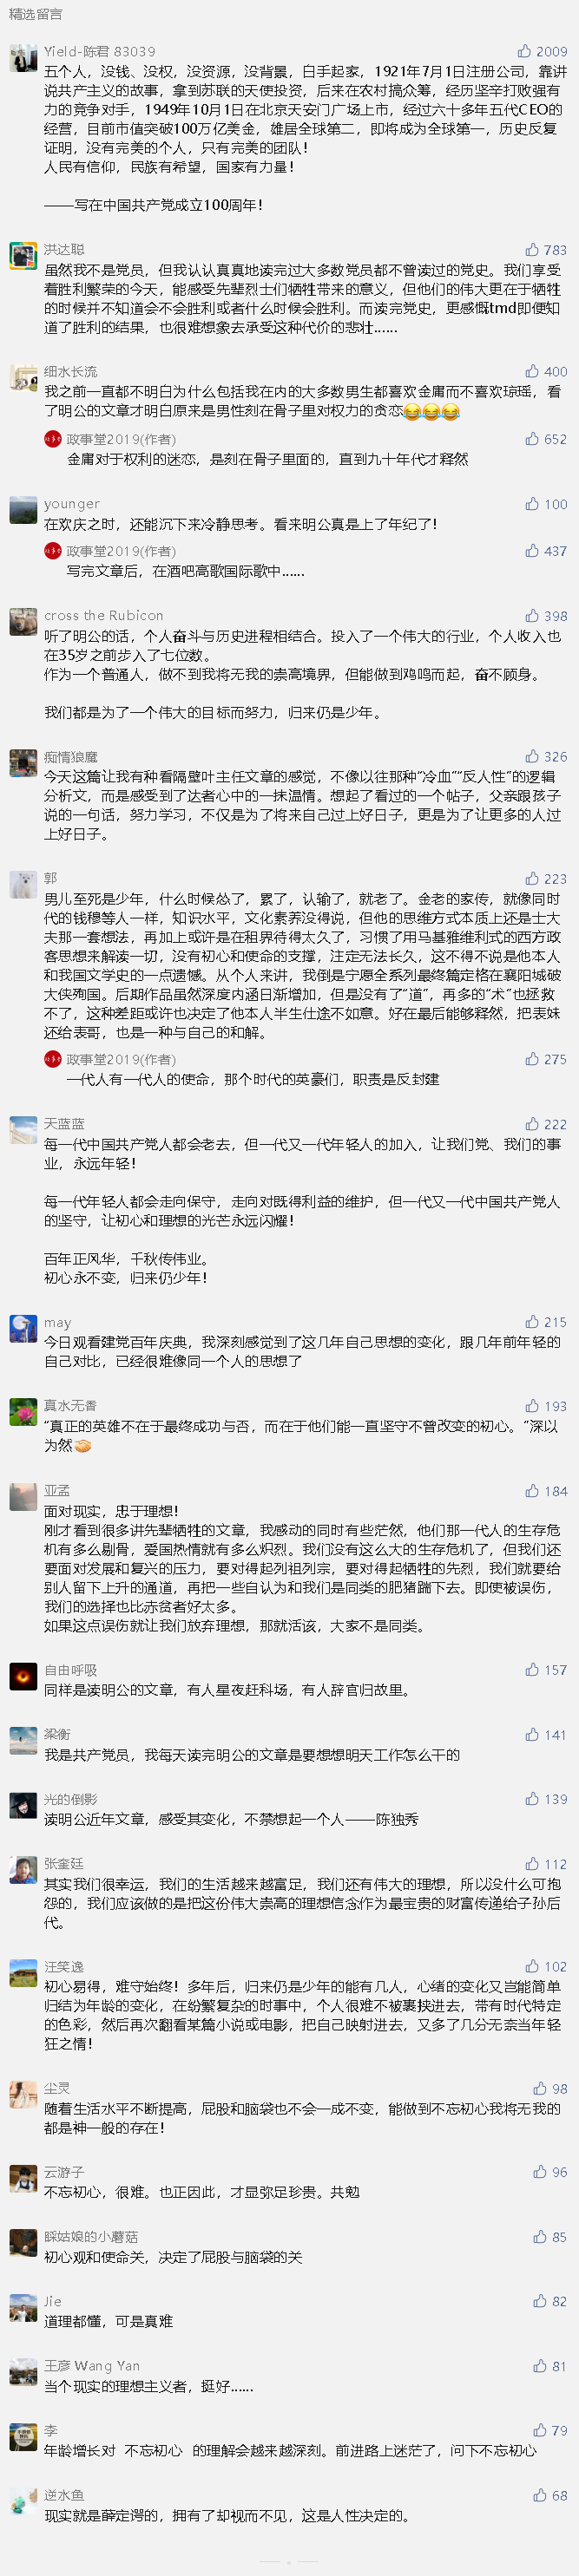 精选留言
Yield-陈君 83039
2009
五个人，没钱、没权，没资源，没背景，白手起家，1921年7月1日注册公司，靠讲
说共产主义的故事，拿到苏联的天使投资，后来在农村搞众筹，经历坚辛打败强有
力的竞争对手，1949年10月1日在北京天安门广场上市，经过六十多年五代CEO的
经营，目前市值突破100万亿美金，雄居全球第二，即将成为全球第一，历史反复
证明，没有完美的个人，只有完美的团队！
人民有信仰，民族有希望，国家有力量！
——写在中国共产党成立100周年！
洪达聪
783
虽然我不是党员，但我认认真真地读完过大多数党员都不曾读过的党史。我们享受
着胜利繁荣的今天，能感受先辈烈士们牺牲带来的意义，但他们的伟大更在于牺牲
的时候并不知道会不会胜利或者什么时候会胜利。而读完党史，更感慨tmd即便知
道了胜利的结果，也很难想象去承受这种代价的悲壮……
细水长流
400
我之前一直都不明白为什么包括我在内的大多数男生都喜欢金庸而不喜欢琼瑶，看
了明公的文章才明白原来是男性刻在骨子里对权力的贪恋😂😂😂
政事堂2019(作者)
652
金庸对于权利的迷恋，是刻在骨子里面的，直到九十年代才释然
younger
100
在欢庆之时，还能沉下来冷静思考。看来明公真是上了年纪了！
政事堂2019(作者)
437
写完文章后，在酒吧高歌国际歌中……
cross the Rubicon
398
听了明公的话，个人奋斗与历史进程相结合。投入了一个伟大的行业，个人收入也
在35岁之前步入了七位数。
作为一个普通人，做不到我将无我的崇高境界，但能做到鸡鸣而起，奋不顾身。
我们都是为了一个伟大的目标而努力，归来仍是少年。
痴情狼魔
326
今天这篇让我有种看隔壁叶主任文章的感觉，不像以往那种“冷血”“反人性”的逻辑
分析文，而是感受到了达者心中的一抹温情。想起了看过的一个帖子，父亲跟孩子
说的一句话，努力学习，不仅是为了将来自己过上好日子，更是为了让更多的人过
上好日子。
郭
223
男儿至死是少年，什么时候怂了，累了，认输了，就老了。金老的家传，就像同时
代的钱穆等人一样，知识水平，文化素养没得说，但他的思维方式本质上还是士大
夫那一套想法，再加上或许是在租界待得太久了，习惯了用马基雅维利式的西方政
客思想来解读一切，没有初心和使命的支撑，注定无法长久，这不得不说是他本人
和我国文学史的一点遗憾。从个人来讲，我倒是宁愿全系列最终篇定格在襄阳城破
大侠殉国。后期作品虽然深度内涵日渐增加，但是没有了“道”，再多的“术”也拯救
不了，这种差距或许也决定了他本人半生仕途不如意。好在最后能够释然，把表妹
还给表哥，也是一种与自己的和解。
政事堂2019(作者)
275
一代人有一代人的使命，那个时代的英豪们，职责是反封建
天蓝蓝
222
每一代中国共产党人都会老去，但一代又一代年轻人的加入，让我们党、我们的事
业，永远年轻！
每一代年轻人都会走向保守，走向对既得利益的维护，但一代又一代中国共产党人
的坚守，让初心和理想的光芒永远闪耀！
百年正风华，千秋传伟业。
初心永不变，归来仍少年！
may
215
今日观看建党百年庆典，我深刻感觉到了这几年自己思想的变化，跟几年前年轻的
自己对比，已经很难像同一个人的思想了
真水无香
193
“真正的英雄不在于最终成功与否，而在于他们能一直坚守不曾改变的初心。”深以
为然🤝
亚孟
184
面对现实，忠于理想！
刚才看到很多讲先辈牺牲的文章，我感动的同时有些茫然，他们那一代人的生存危
机有多么剔骨，爱国热情就有多么炽烈。我们没有这么大的生存危机了，但我们还
要面对发展和复兴的压力，要对得起列祖列宗，要对得起牺牲的先烈，我们就要给
别人留下上升的通道，再把一些自认为和我们是同类的肥猪踹下去。即使被误伤，
我们的选择也比赤贫者好太多。
如果这点误伤就让我们放弃理想，那就活该，大家不是同类。
自由呼吸
157
同样是读明公的文章，有人星夜赶科场，有人辞官归故里。
梁衡
141
我是共产党员，我每天读完明公的文章是要想想明天工作怎么干的
光的倒影
139
读明公近年文章，感受其变化，不禁想起一个人——陈独秀
张奎廷
112
其实我们很幸运，我们的生活越来越富足，我们还有伟大的理想，所以没什么可抱
怨的，我们应该做的是把这份伟大崇高的理想信念作为最宝贵的财富传递给子孙后
代。
汪笑逸
102
初心易得，难守始终！多年后，归来仍是少年的能有几人，心绪的变化又岂能简单
归结为年龄的变化，在纷繁复杂的时事中，个人很难不被裹挟进去，带有时代特定
的色彩，然后再次翻看某篇小说或电影，把自己映射进去，又多了几分无奈当年轻
狂之情！
尘灵
98
随着生活水平不断提高，屁股和脑袋也不会一成不变，能做到不忘初心我将无我的
都是神一般的存在！
云游子
96
不忘初心，很难。也正因此，才显弥足珍贵。共勉
睬姑娘的小蘑菇
85
初心观和使命关，决定了屁股与脑袋的关
Jie
82
道理都懂，可是真难
王彦 Wang Yan
81
当个现实的理想主义者，挺好……
李
79
年龄增长对 不忘初心 的理解会越来越深刻。前进路上迷茫了，问下不忘初心
逆水鱼
68
现实就是薛定谔的，拥有了却视而不见，这是人性决定的。